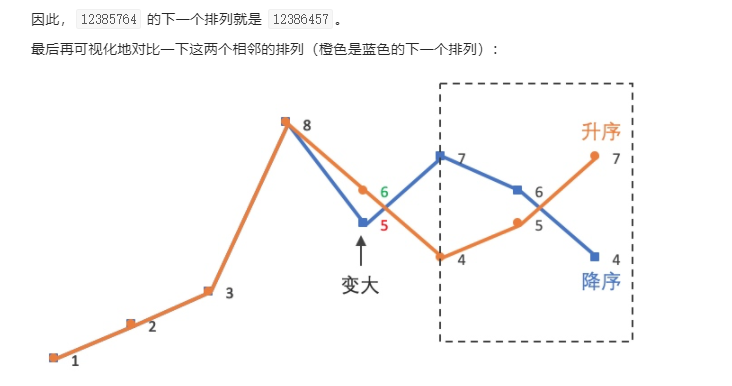 因此， 12385764 的下一个排列就是 12386457 。
最后再可视化地对比一下这两个相邻的排列（橙色是蓝色的下一个排列）：
8
升序
7
7
6
6
5
5
4
4
变大
降序
3
2
1